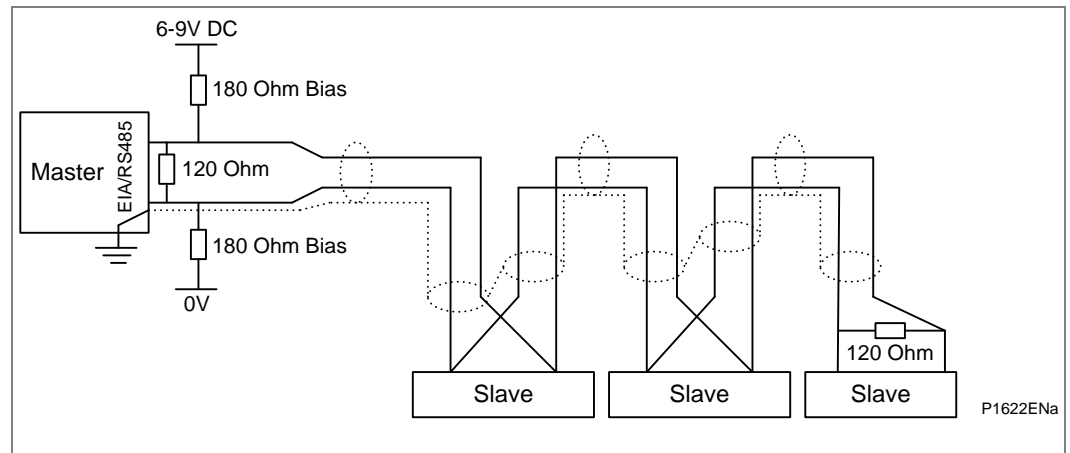 6-9V DC
180 Ohm Bias
Master
EIA/RS485
120 Ohm
180 Ohm Bias
0V
120 Ohm
Slave
Slave
Slave
P1622ENa